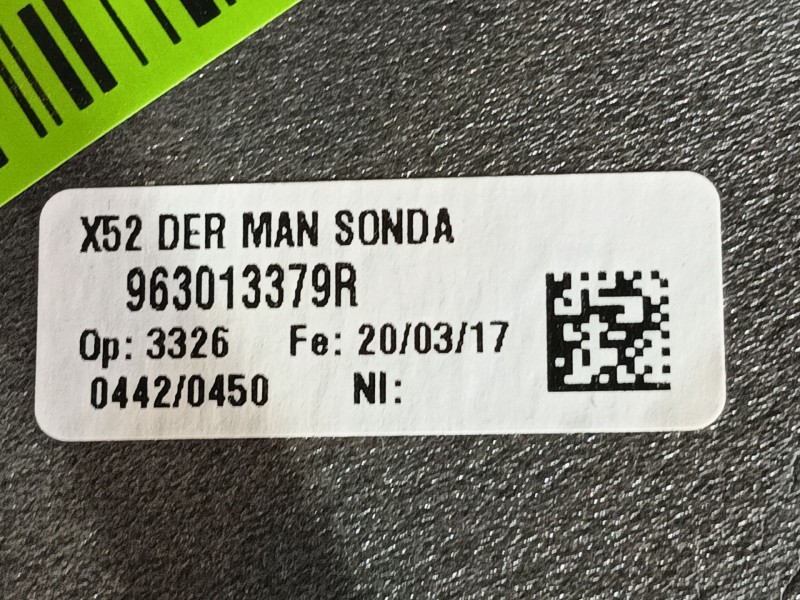 X52 DER MAN SONDA
963013379R
Op: 3326 Fe: 20/03/17
0442/0450 NI: